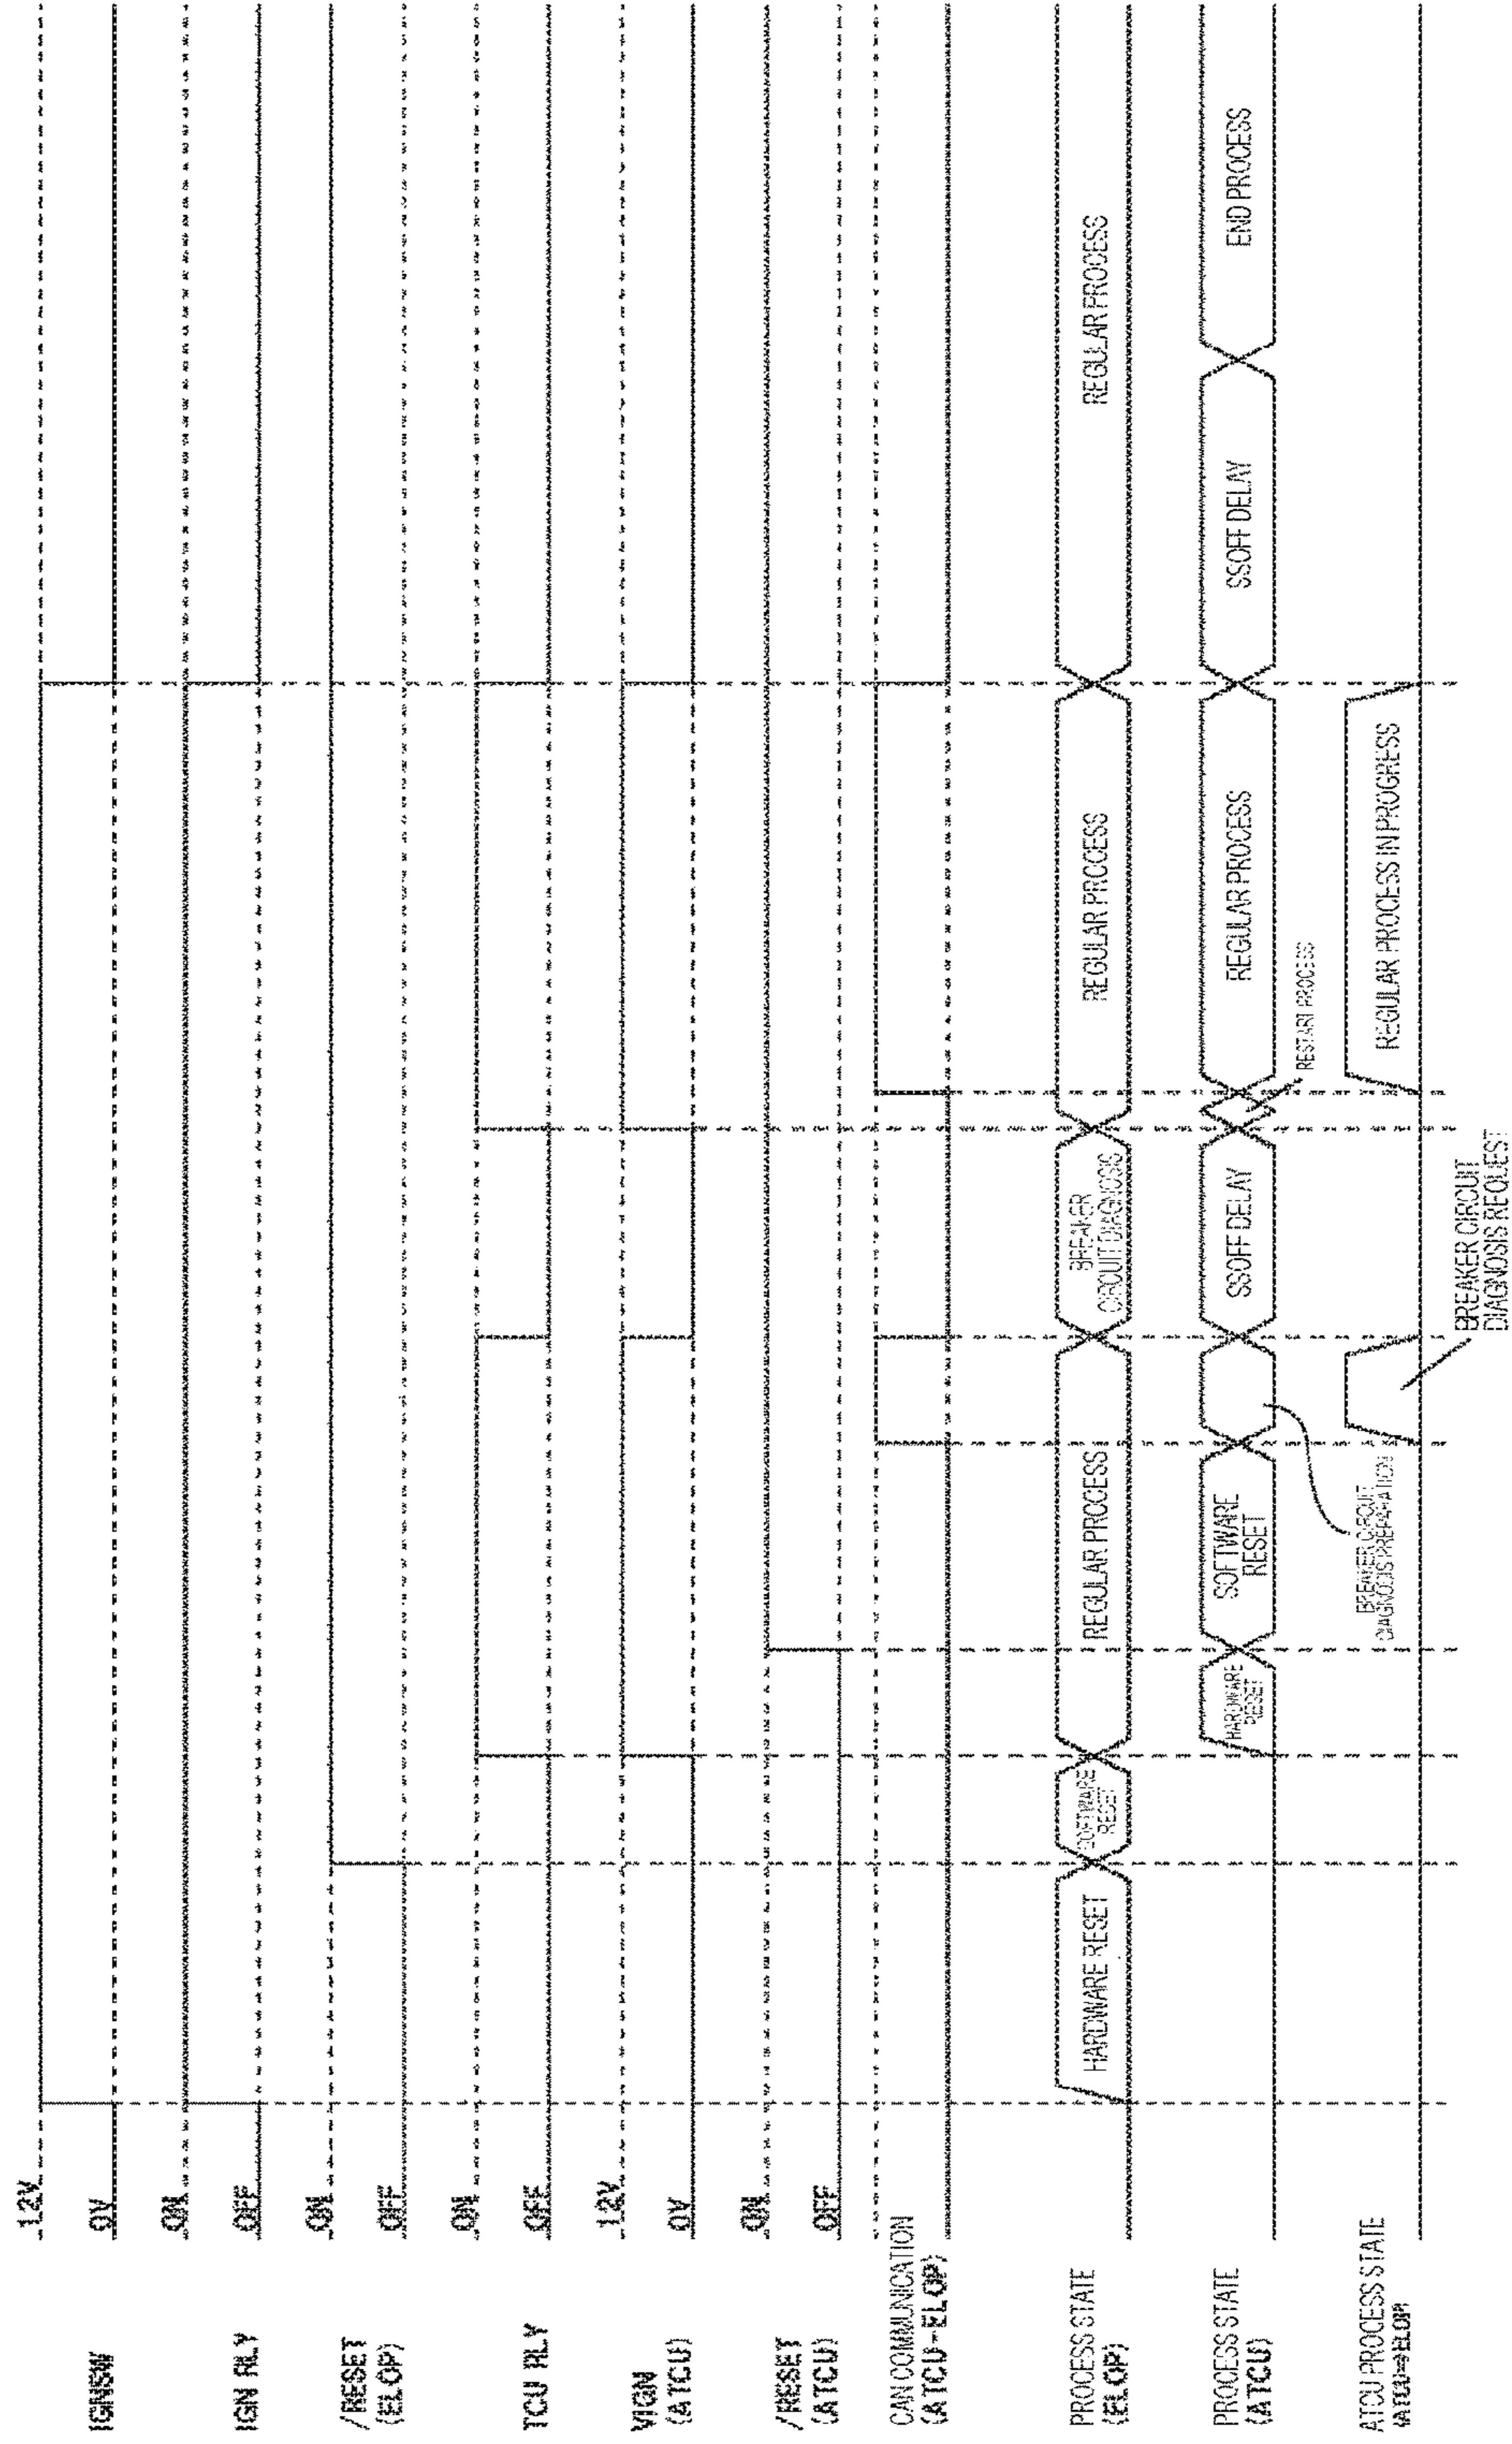 IGNSW
12V
0V
IGN RLY
ON
OFF
/RESET
(ELOP)
ON
OFF
TCU RLY
ON
OFF
VIGN
(ATCU)
12V
0V
/RESET
(ATCU)
ON
OFF
CAN COMMUNICATION
(ATCU-ELOP)
PROCESS STATE
(ELOP)
HARDWARE RESET
SOFTWARE
RESET
REGULAR PROCESS
BREAKER
CIRCUIT DIAGNOSIS
REGULAR PROCESS
REGULAR PROCESS
PROCESS STATE
(ATCU)
HARDWARE
RESET
SOFTWARE
RESET
SSOFF DELAY
REGULAR PROCESS
SSOFF DELAY
END PROCESS
BREAKER CIRCUIT
DIAGNOSIS PREPARATION
RESTART PROCESS
ATCU PROCESS STATE
(ATCU⇒ELOP)
REGULAR PROCESS IN PROGRESS
BREAKER CIRCUIT
DIAGNOSIS REQUEST